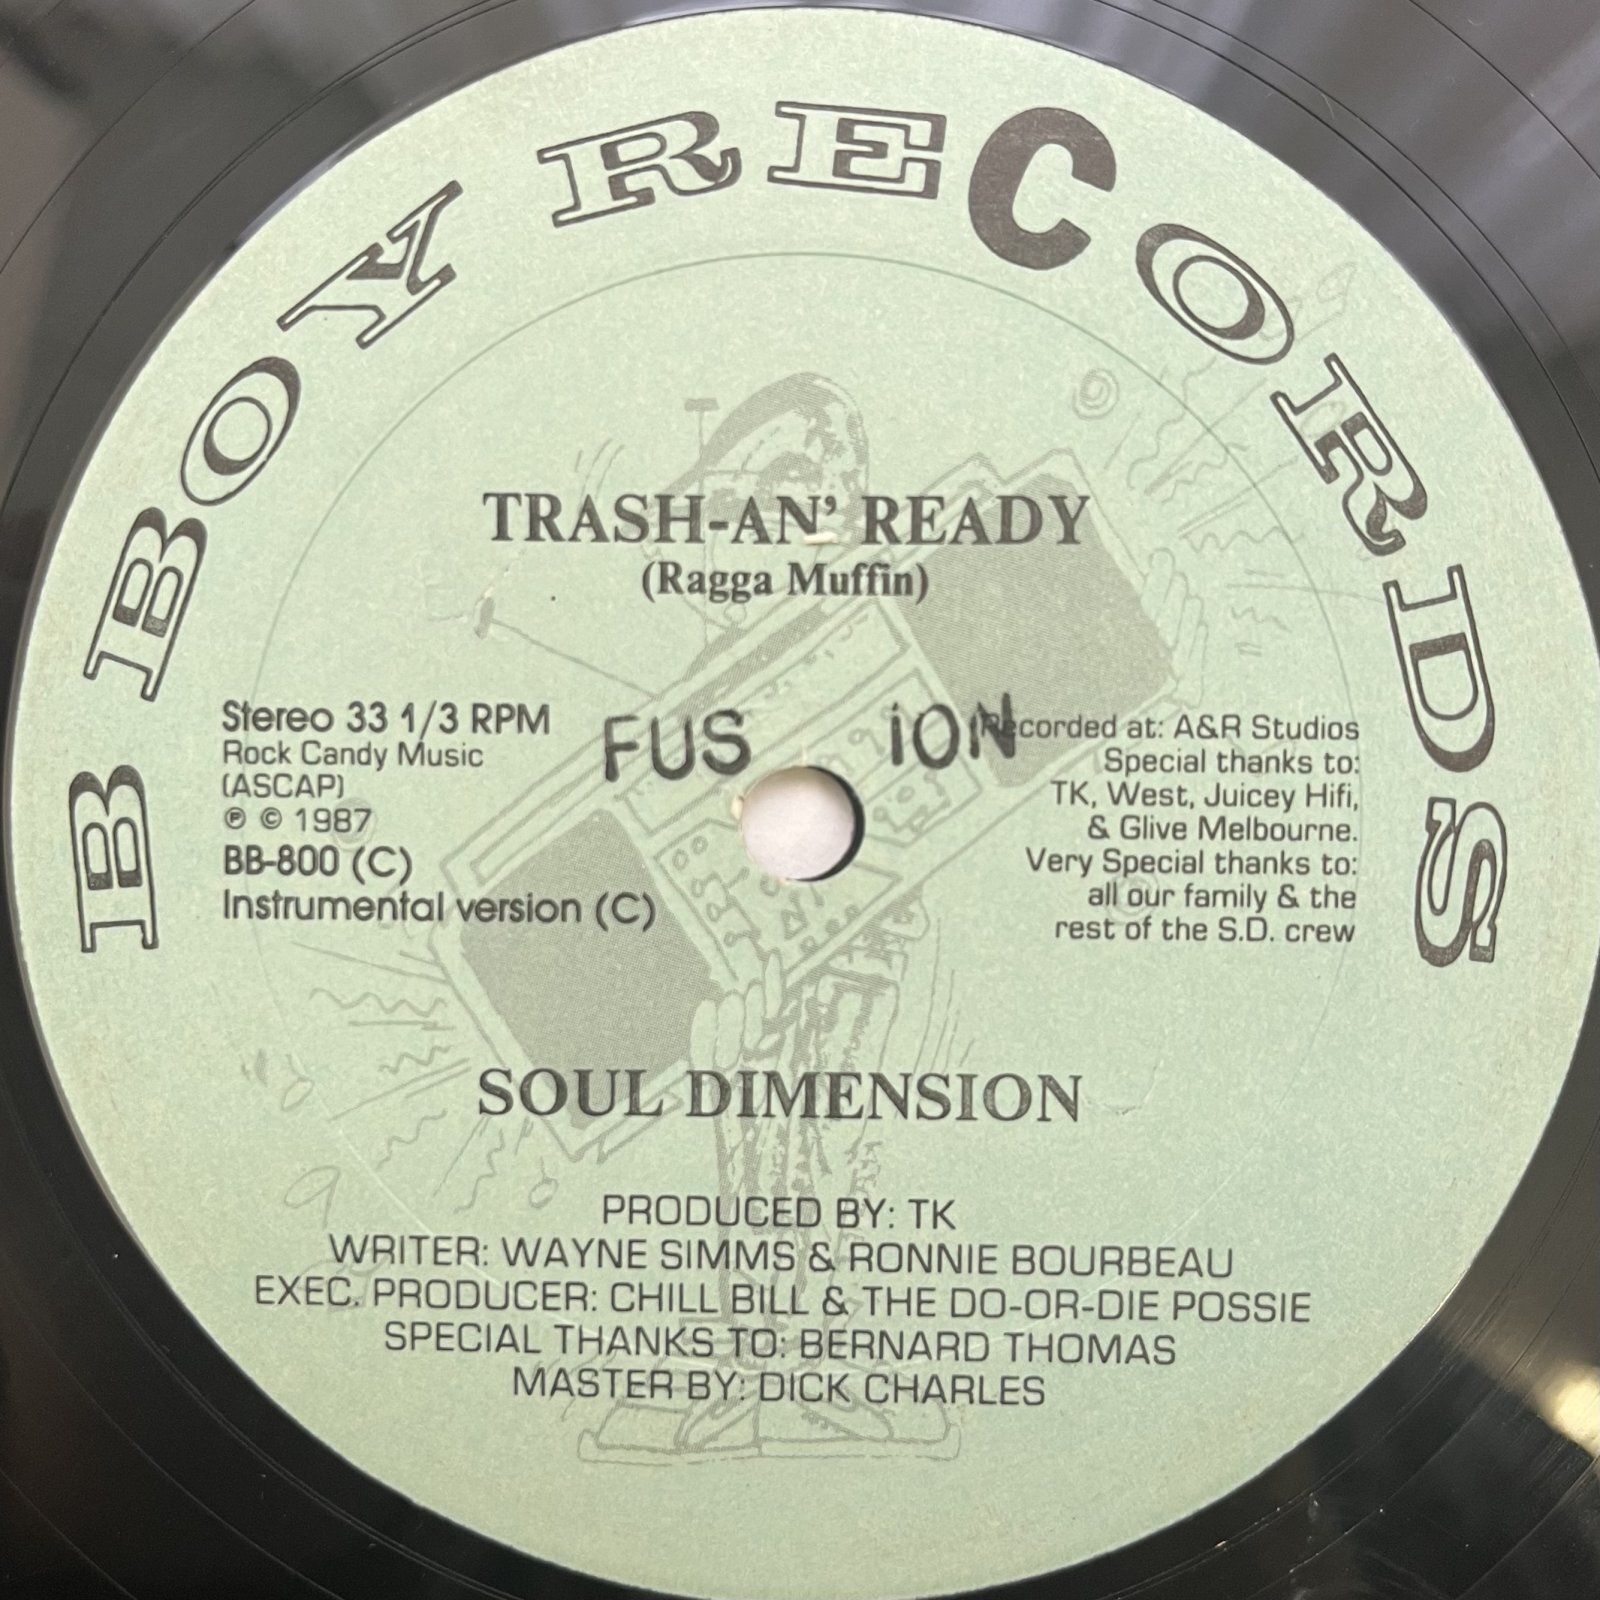 B BOY RECORDS
TRASH-AN' READY
(Ragga Muffin)
Stereo 33 1/3 RPM
Rock Candy Music
(ASCAP)
℗ © 1987
BB-800 (C)
Instrumental version (C)
FUS ION
Recorded at: A&R Studios
Special thanks to:
TK, West, Juicey Hifi,
& Glive Melbourne.
Very Special thanks to:
all our family & the
rest of the S.D. crew
SOUL DIMENSION
PRODUCED BY: TK
WRITER: WAYNE SIMMS & RONNIE BOURBEAU
EXEC. PRODUCER: CHILL BILL & THE DO-OR-DIE POSSIE
SPECIAL THANKS TO: BERNARD THOMAS
MASTER BY: DICK CHARLES